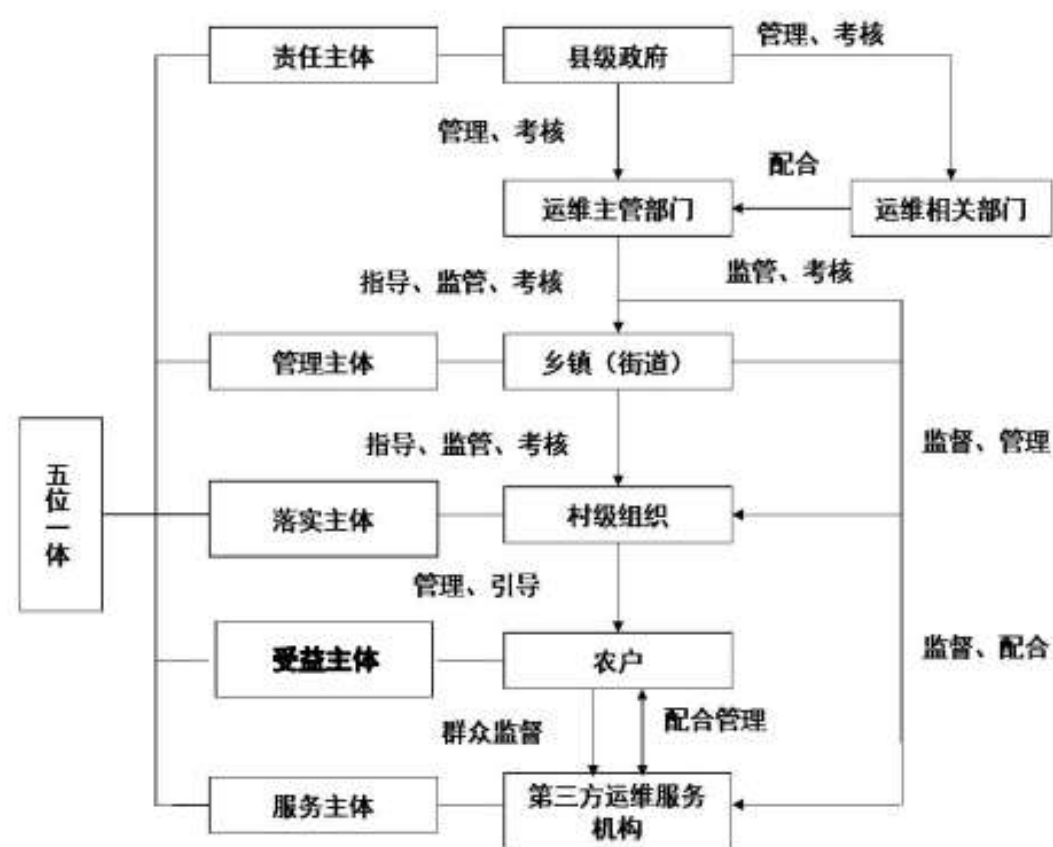 责任主体
县级政府
管理、考核
管理、考核
配合
运维主管部门
运维相关部门
指导、监管、考核
监管、考核
管理主体
乡镇（街道）
指导、监管、考核
监督、管理
五位一体
落实主体
村级组织
管理、引导
受益主体
农户
监督、配合
群众监督
配合管理
服务主体
第三方运维服务
机构